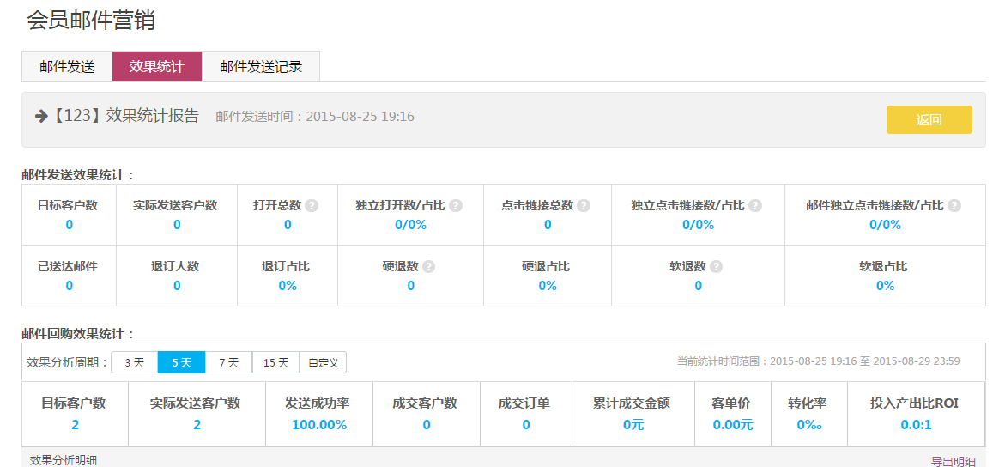 会员邮件营销
邮件发送 效果统计 邮件发送记录
【123】效果统计报告 邮件发送时间：2015-08-25 19:16 返回
邮件发送效果统计：
目标客户数 实际发送客户数 打开总数 ? 独立打开数/占比 ? 点击链接总数 ? 独立点击链接数/占比 ? 邮件独立点击链接数/占比 ?
0 0 0 0/0% 0 0/0% 0/0%
已送达邮件 退订人数 退订占比 硬退数 ? 硬退占比 软退数 ? 软退占比
0 0 0% 0 0% 0 0%
邮件回购效果统计：
效果分析周期： 3 天 5 天 7 天 15 天 自定义 当前统计时间范围：2015-08-25 19:16 至 2015-08-29 23:59
目标客户数 实际发送客户数 发送成功率 成交客户数 成交订单 累计成交金额 客单价 转化率 投入产出比ROI
2 2 100.00% 0 0 0元 0.00元 0‰ 0.0:1
效果分析明细 导出明细